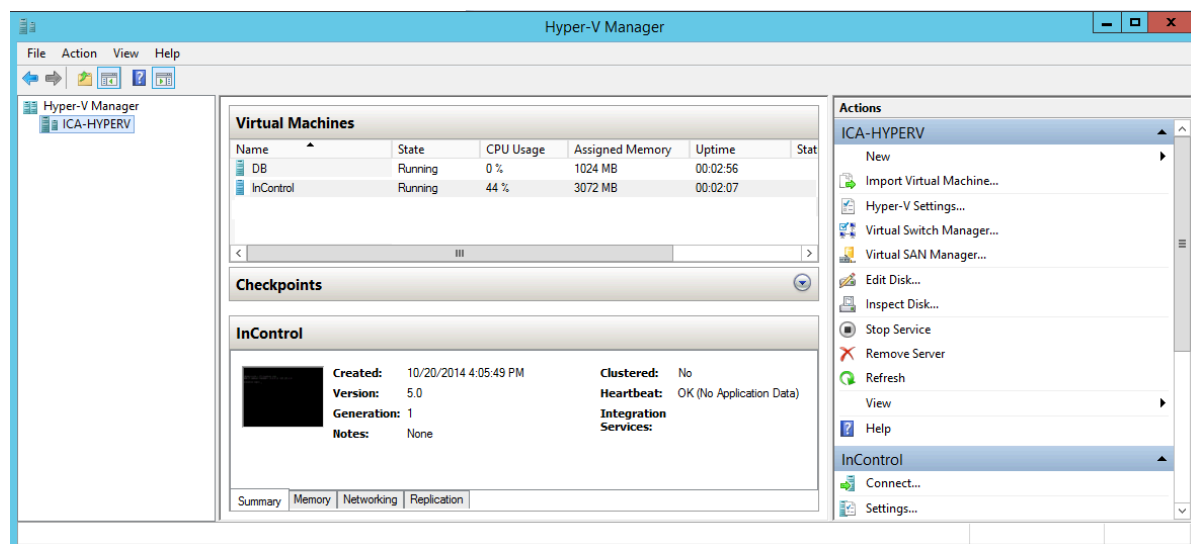 Hyper-V Manager
File Action View Help
Hyper-V Manager
ICA-HYPERV
Virtual Machines
Name State CPU Usage Assigned Memory Uptime Stat
DB Running 0 % 1024 MB 00:02:56
InControl Running 44 % 3072 MB 00:02:07
Checkpoints
InControl
Created: 10/20/2014 4:05:49 PM Clustered: No
Version: 5.0 Heartbeat: OK (No Application Data)
Generation: 1 Integration
Services:
Notes: None
Summary Memory Networking Replication
Actions
ICA-HYPERV
New
Import Virtual Machine...
Hyper-V Settings...
Virtual Switch Manager...
Virtual SAN Manager...
Edit Disk...
Inspect Disk...
Stop Service
Remove Server
Refresh
View
Help
InControl
Connect...
Settings...